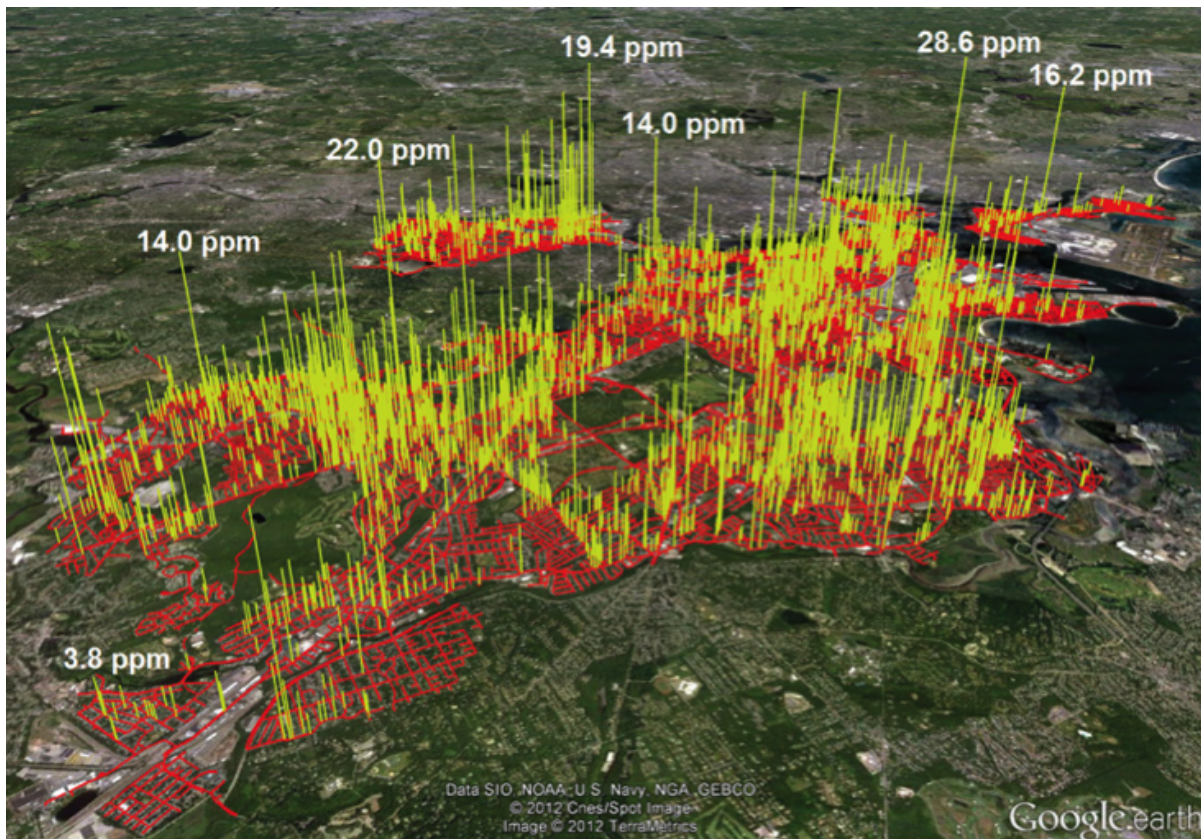 19.4 ppm
28.6 ppm
16.2 ppm
14.0 ppm
22.0 ppm
14.0 ppm
3.8 ppm
Data SIO, NOAA, U.S. Navy, NGA, GEBCO
© 2012 Cnes/Spot Image
Image © 2012 TerraMetrics
Google earth